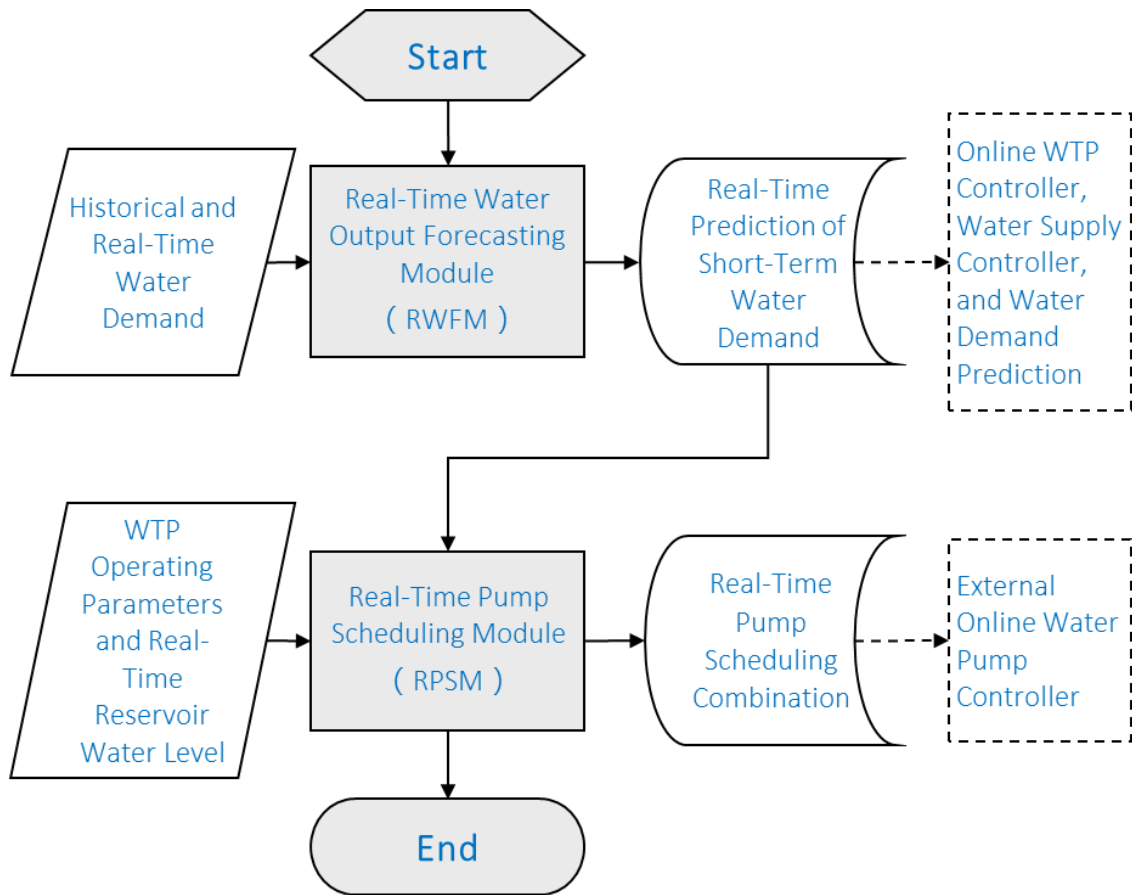 Start
Historical and
Real-Time
Water
Demand
Real-Time Water
Output Forecasting
Module
( RWFM )
Real-Time
Prediction of
Short-Term
Water
Demand
Online WTP
Controller,
Water Supply
Controller,
and Water
Demand
Prediction
WTP
Operating
Parameters
and Real-
Time
Reservoir
Water Level
Real-Time Pump
Scheduling Module
( RPSM )
Real-Time
Pump
Scheduling
Combination
External
Online Water
Pump
Controller
End